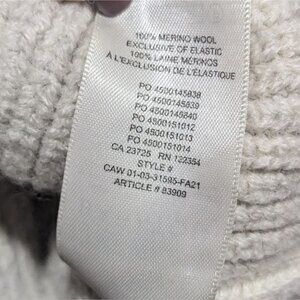 100% MERINO WOOL
EXCLUSIVE OF ELASTIC
100% LAINE MÉRINOS
À L'EXCLUSION DE L'ÉLASTIQUE
PO 4500145838
PO 4500145839
PO 4500145840
PO 4500151012
PO 4500151013
PO 4500151014
CA 23725 RN 122354
STYLE #
CAW 01-03-31595-FA21
ARTICLE # 83909